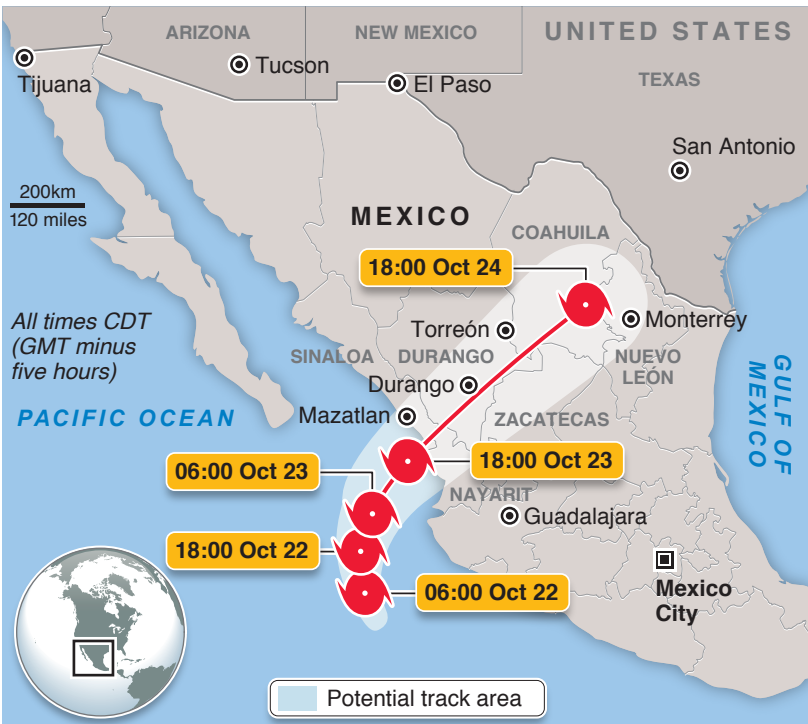 ARIZONA
NEW MEXICO
UNITED STATES
Tijuana
Tucson
El Paso
TEXAS
San Antonio
200km
120 miles
MEXICO
COAHUILA
18:00 Oct 24
All times CDT
(GMT minus
five hours)
Torreón
Monterrey
SINALOA
DURANGO
NUEVO
LEÓN
Durango
PACIFIC OCEAN
Mazatlan
ZACATECAS
GULF OF
MEXICO
06:00 Oct 23
18:00 Oct 23
NAYARIT
Guadalajara
18:00 Oct 22
06:00 Oct 22
Mexico
City
Potential track area